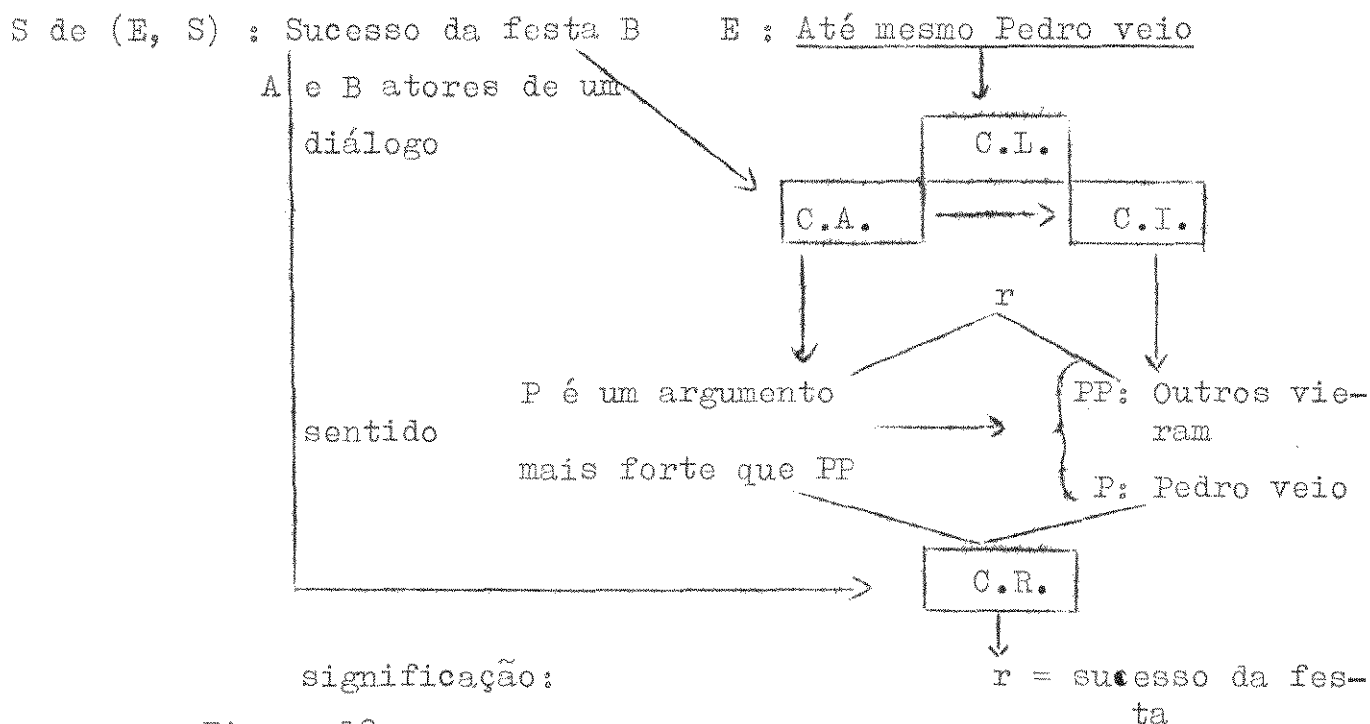 S de (E, S) : Sucesso da festa B E : Até mesmo Pedro veio
A e B atores de um
diálogo
C.L.
C.A. C.I.
r
P é um argumento PP: Outros vie-
sentido ram
mais forte que PP P: Pedro veio
C.R.
significação: r = sucesso da fes-
ta